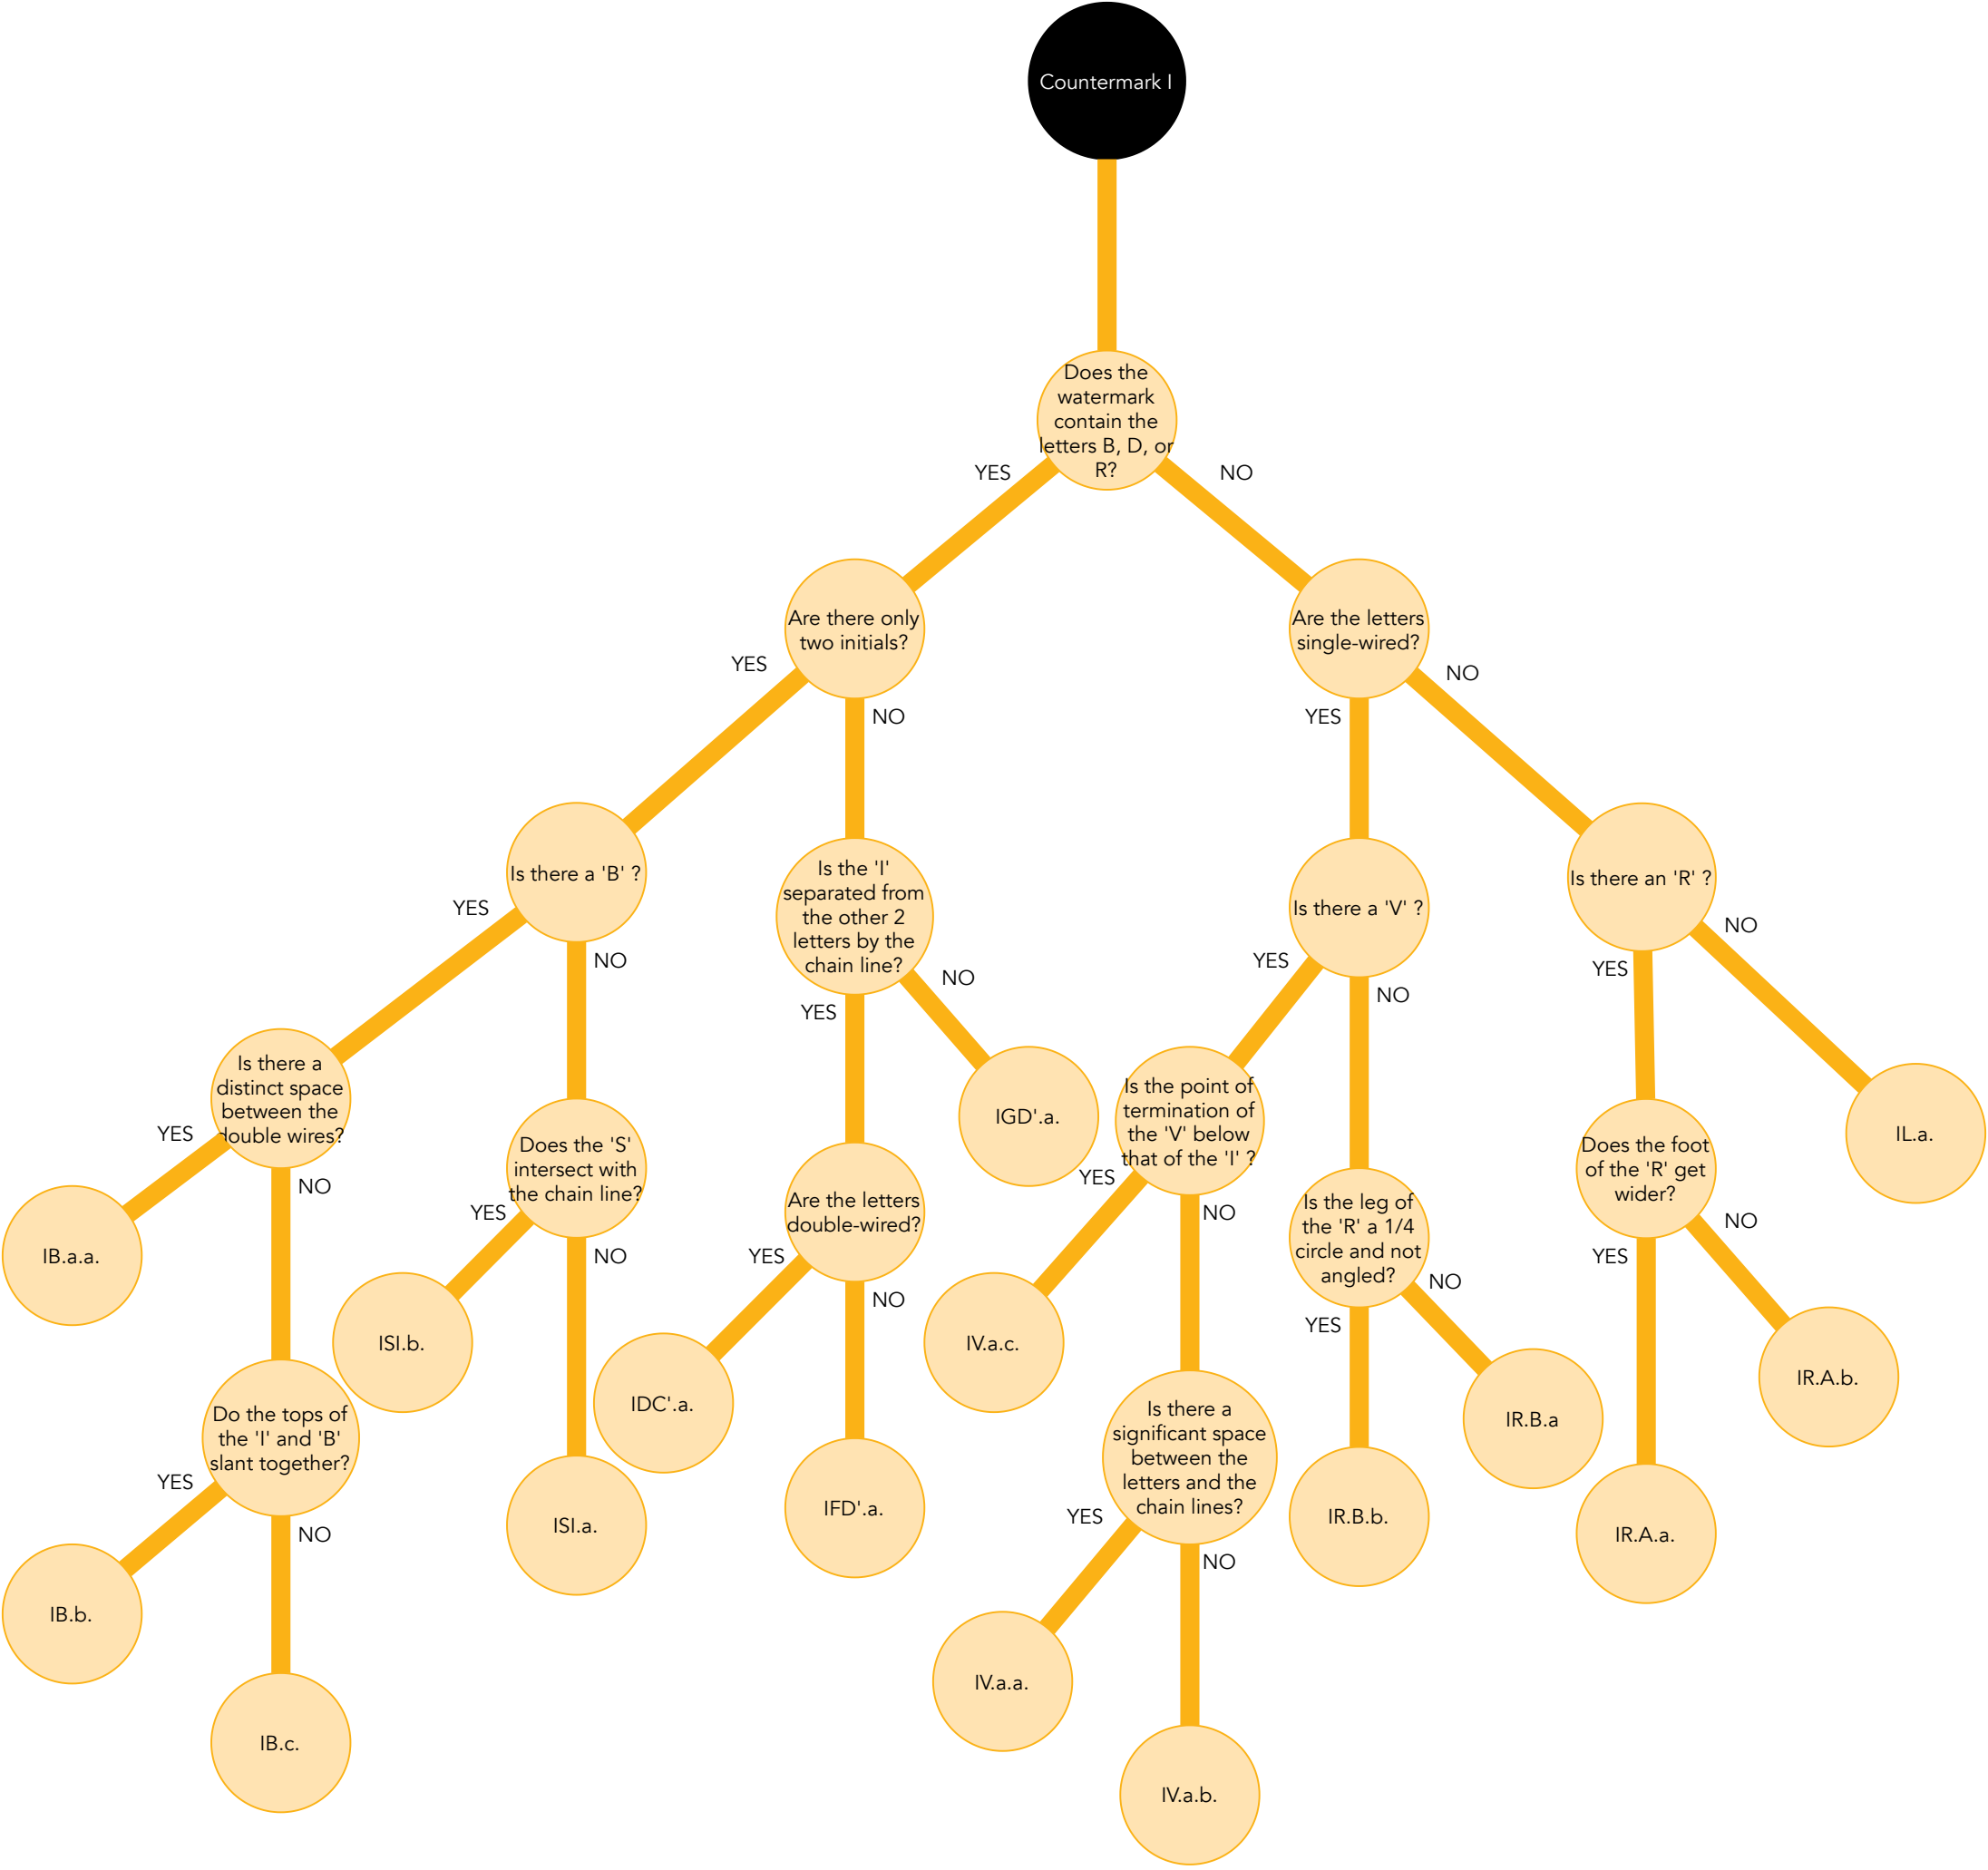 Countermark I
Does the
watermark
contain the
letters B, D, or
R?
YES
NO
Are there only
two initials?
Are the letters
single-wired?
YES
NO
YES
NO
Is there a 'B' ?
Is the 'I'
separated from
the other 2
letters by the
chain line?
Is there a 'V' ?
Is there an 'R' ?
YES
NO
YES
NO
YES
NO
YES
NO
Is there a
distinct space
between the
double wires?
Does the 'S'
intersect with
the chain line?
Are the letters
double-wired?
IGD'.a.
Is the point of
termination of
the 'V' below
that of the 'I' ?
Is the leg of
the 'R' a 1/4
circle and not
angled?
Does the foot
of the 'R' get
wider?
IL.a.
YES
NO
YES
NO
YES
NO
YES
NO
YES
NO
YES
NO
IB.a.a.
Do the tops of
the 'I' and 'B'
slant together?
ISI.b.
ISI.a.
IDC'.a.
IFD'.a.
IV.a.c.
Is there a
significant space
between the
letters and the
chain lines?
IR.B.b.
IR.B.a
IR.A.a.
IR.A.b.
YES
NO
YES
NO
IB.b.
IB.c.
IV.a.a.
IV.a.b.